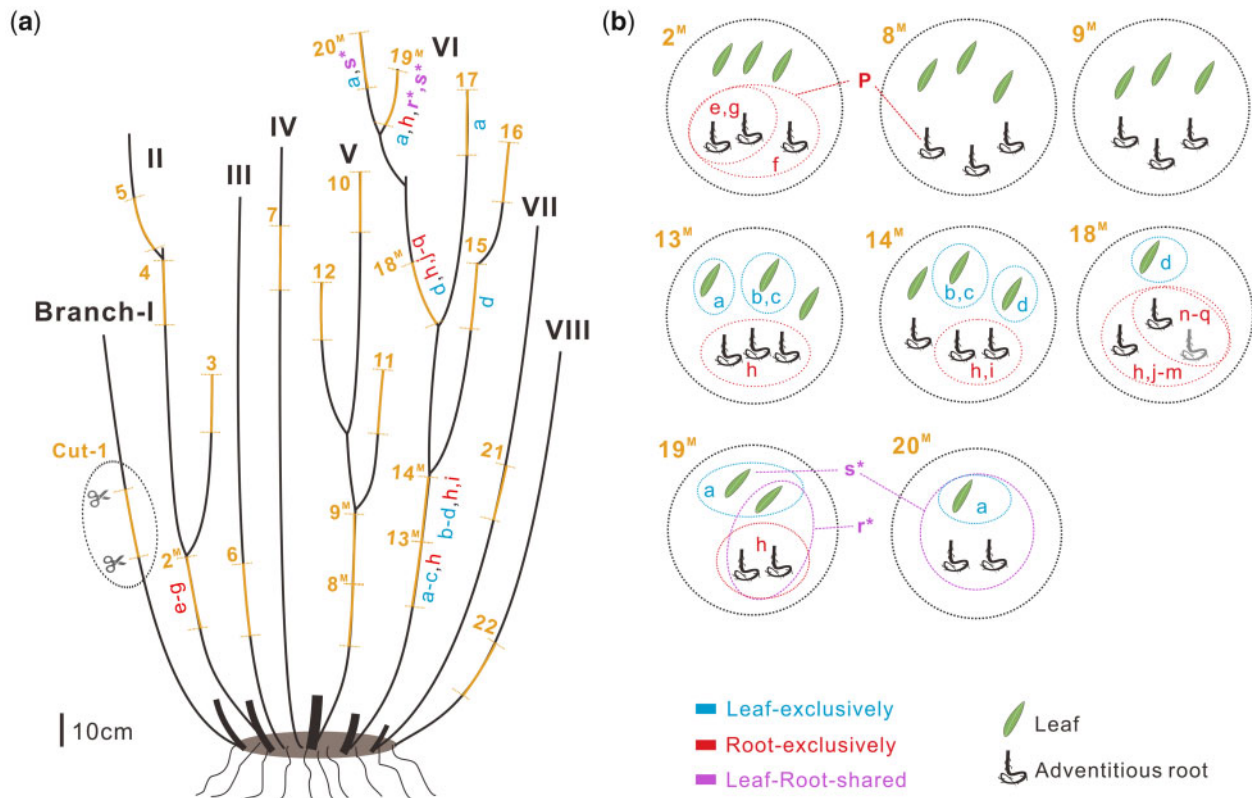 (a)
20ᴹ
a,s*
19ᴹ
a,h,r*,s*
VI
17
a
16
II
5
4
III
IV
7
V
10
12
18ᴹ
d,h,j-q
15
d
VII
VIII
Branch-I
Cut-1
3
2ᴹ
e-g
6
11
9ᴹ
8ᴹ
14ᴹ
b-d,h,i
13ᴹ
a-c,h
21
22
10cm
(b)
2ᴹ
e,g
f
P
8ᴹ
9ᴹ
13ᴹ
a
b,c
h
14ᴹ
b,c
d
h,i
18ᴹ
d
n-q
h,j-m
19ᴹ
a
h
s*
r*
20ᴹ
a
Leaf-exclusively
Root-exclusively
Leaf-Root-shared
Leaf
Adventitious root